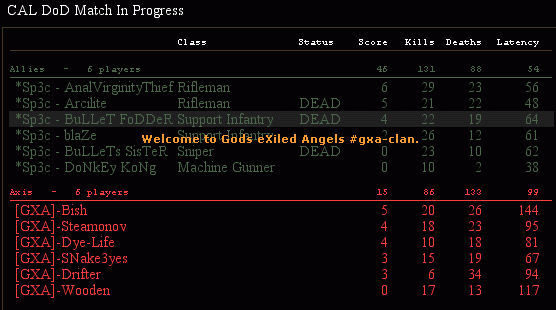 CAL DoD Match In Progress
Class Status Score Kills Deaths Latency
Allies - 6 players 46 131 88 54
*Sp3c - AnalVirginityThief Rifleman 6 29 23 56
*Sp3c - Arcilite Rifleman DEAD 5 21 22 48
*Sp3c - BuLLeT FoDDeR Support Infantry DEAD 4 22 19 64
*Sp3c - blaZe Support Infantry 2 26 12 61
Welcome to Gods eXiled Angels #gxa-clan.
*Sp3c - BuLLeTs SisTeR Sniper DEAD 0 23 10 62
*Sp3c - DoNkEy KoNg Machine Gunner 0 10 2 38
Axis - 6 players 15 86 133 99
[GXA]-Bish 5 20 26 144
[GXA]-Steamonov 4 18 23 95
[GXA]-Dye-Life 4 10 18 81
[GXA]-SNake3yes 3 15 19 67
[GXA]-Drifter 3 6 34 94
[GXA]-Wooden 0 17 13 117